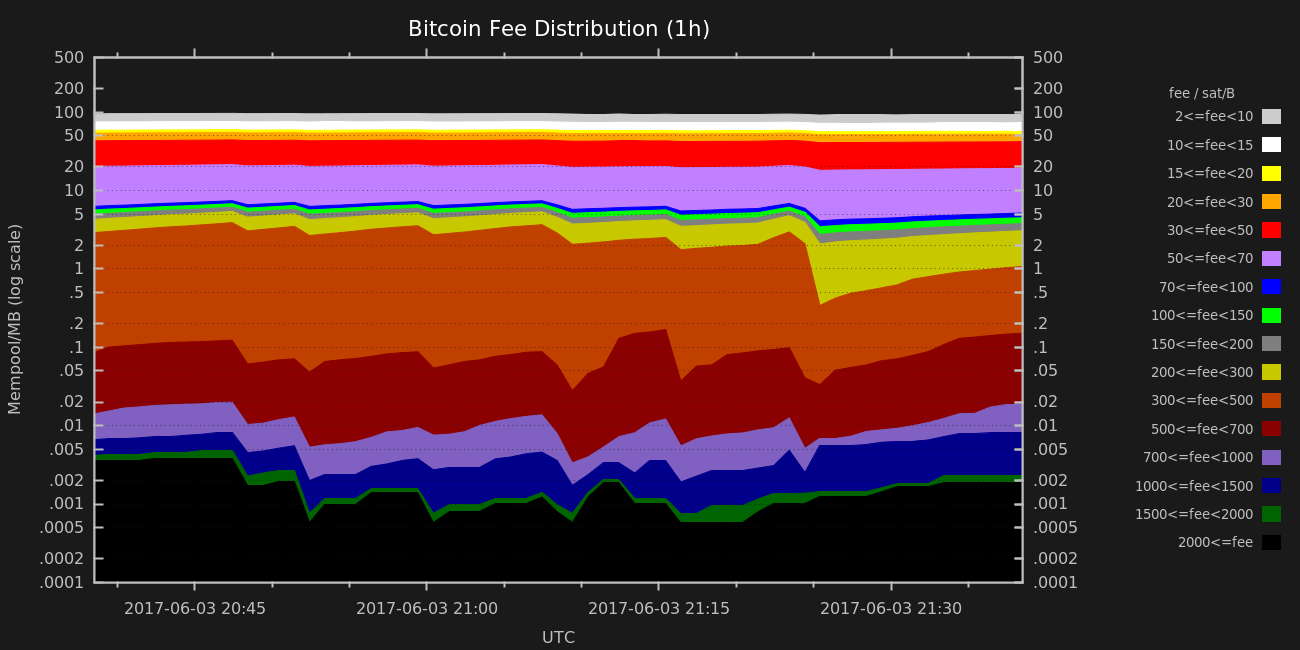 Bitcoin Fee Distribution (1h)
Mempool/MB (log scale)
500
200
100
50
20
10
5
2
1
.5
.2
.1
.05
.02
.01
.005
.002
.001
.0005
.0002
.0001
500
200
100
50
20
10
5
2
1
.5
.2
.1
.05
.02
.01
.005
.002
.001
.0005
.0002
.0001
2017-06-03 20:45
2017-06-03 21:00
2017-06-03 21:15
2017-06-03 21:30
UTC
fee / sat/B
2<=fee<10
10<=fee<15
15<=fee<20
20<=fee<30
30<=fee<50
50<=fee<70
70<=fee<100
100<=fee<150
150<=fee<200
200<=fee<300
300<=fee<500
500<=fee<700
700<=fee<1000
1000<=fee<1500
1500<=fee<2000
2000<=fee